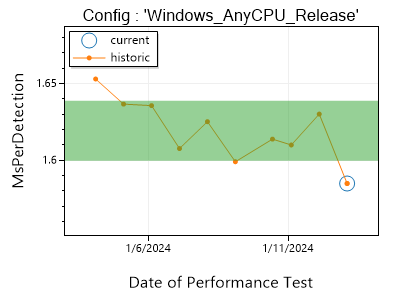 Config : 'Windows_AnyCPU_Release'
current
historic
1.65
1.6
MsPerDetection
1/6/2024
1/11/2024
Date of Performance Test